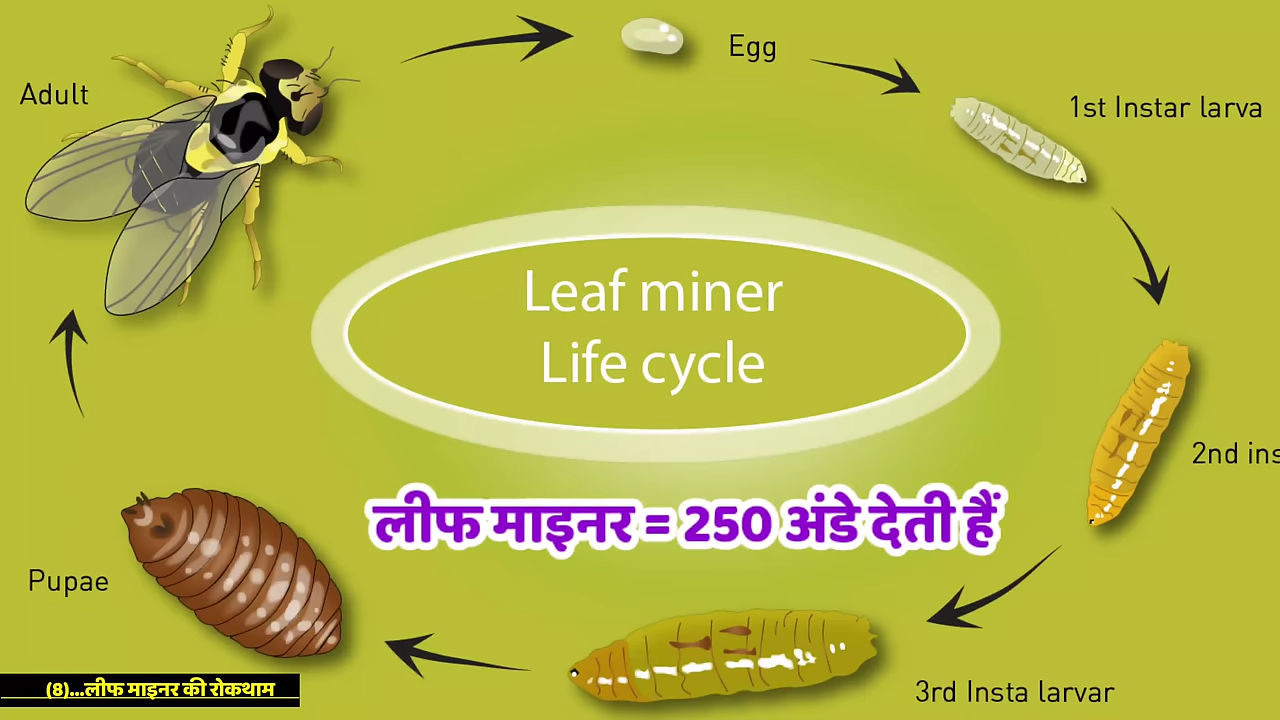 Egg
Adult
1st Instar larva
Leaf miner
Life cycle
2nd ins
लीफ माइनर = 250 अंडे देती हैं
Pupae
3rd Insta larvar
(8)...लीफ माइनर की रोकथाम